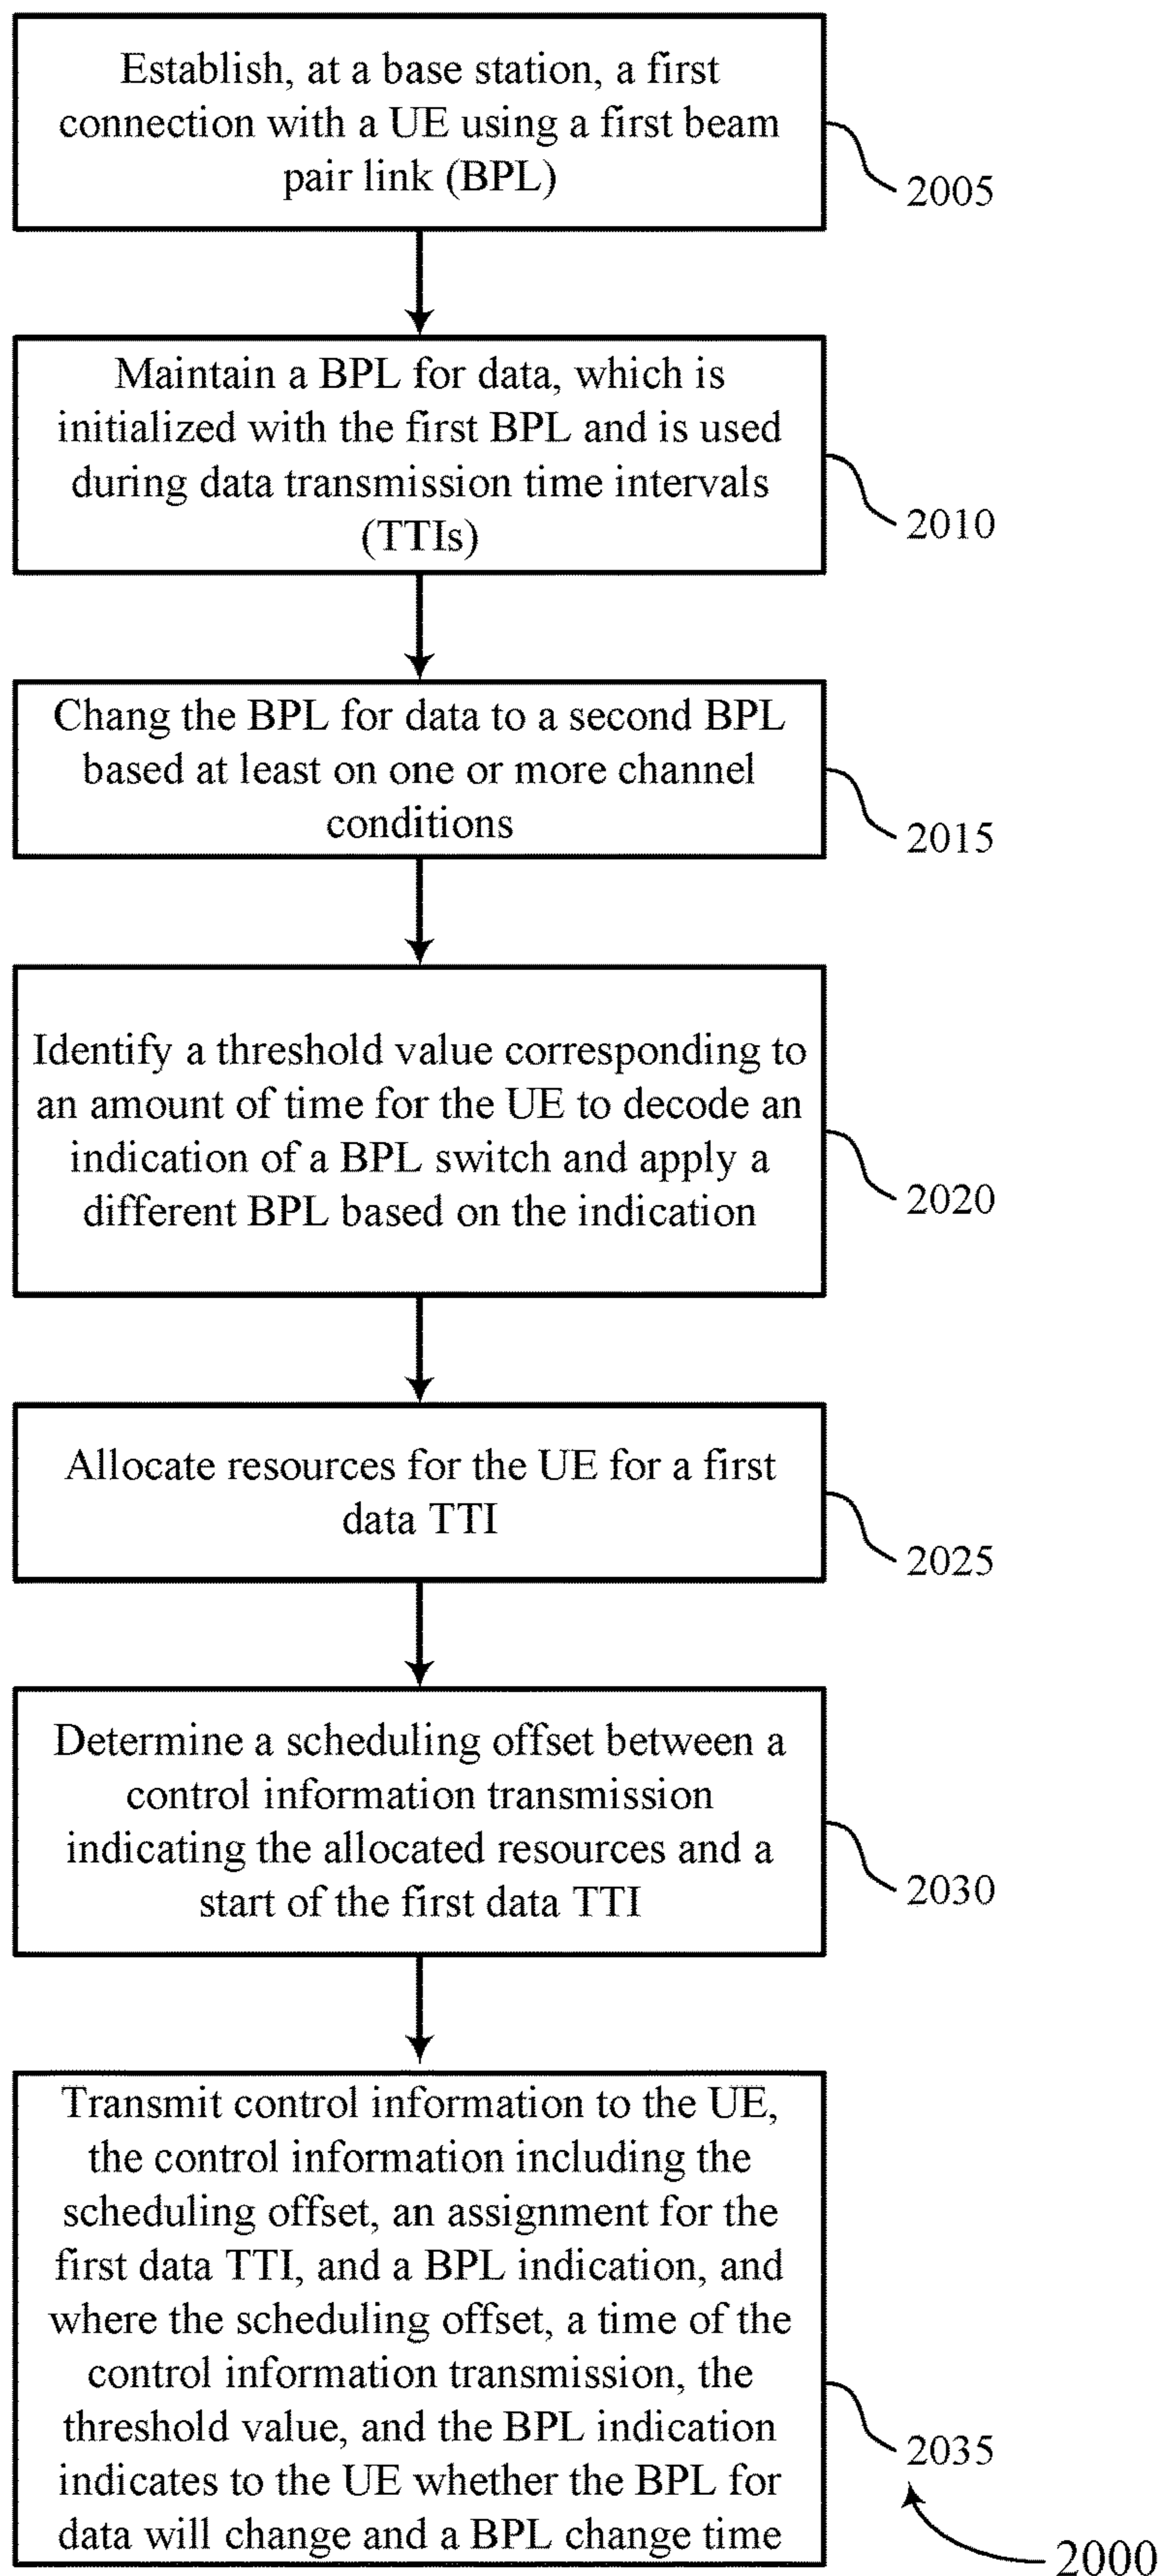 Establish, at a base station, a first
connection with a UE using a first beam
pair link (BPL)
2005
Maintain a BPL for data, which is
initialized with the first BPL and is used
during data transmission time intervals
(TTIs)
2010
Chang the BPL for data to a second BPL
based at least on one or more channel
conditions
2015
Identify a threshold value corresponding to
an amount of time for the UE to decode an
indication of a BPL switch and apply a
different BPL based on the indication
2020
Allocate resources for the UE for a first
data TTI
2025
Determine a scheduling offset between a
control information transmission
indicating the allocated resources and a
start of the first data TTI
2030
Transmit control information to the UE,
the control information including the
scheduling offset, an assignment for the
first data TTI, and a BPL indication, and
where the scheduling offset, a time of the
control information transmission, the
threshold value, and the BPL indication
indicates to the UE whether the BPL for
data will change and a BPL change time
2035
2000